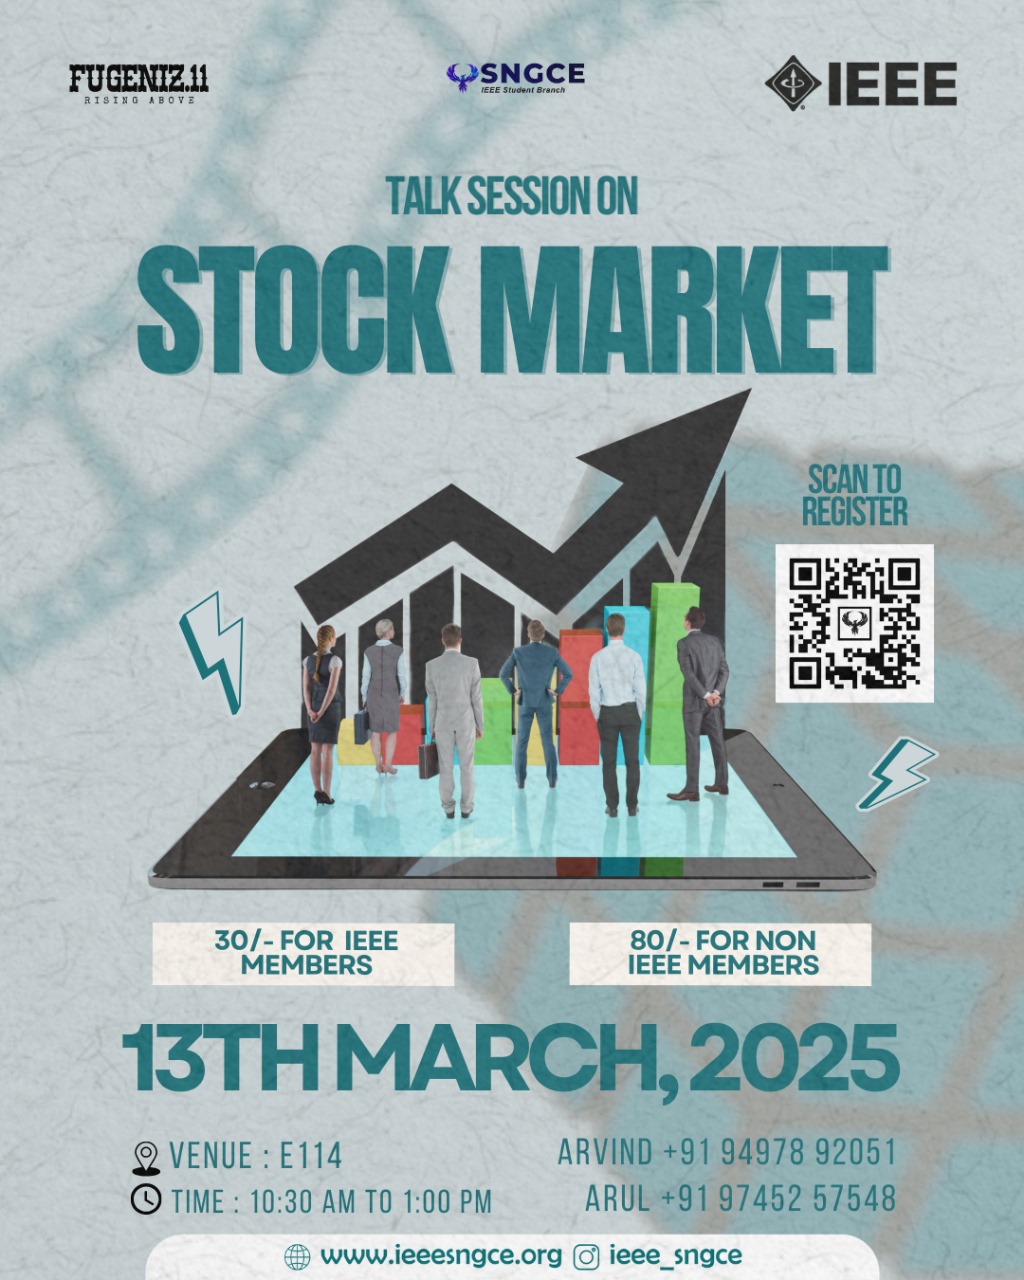 FUGENIZ.11
RISING ABOVE
SNGCE
IEEE Student Branch
IEEE
TALK SESSION ON
STOCK MARKET
SCAN TO
REGISTER
30/- FOR IEEE
MEMBERS
80/- FOR NON
IEEE MEMBERS
13TH MARCH, 2025
VENUE : E114
TIME : 10:30 AM TO 1:00 PM
ARVIND +91 94978 92051
ARUL +91 97452 57548
www.ieeesngce.org ieee_sngce